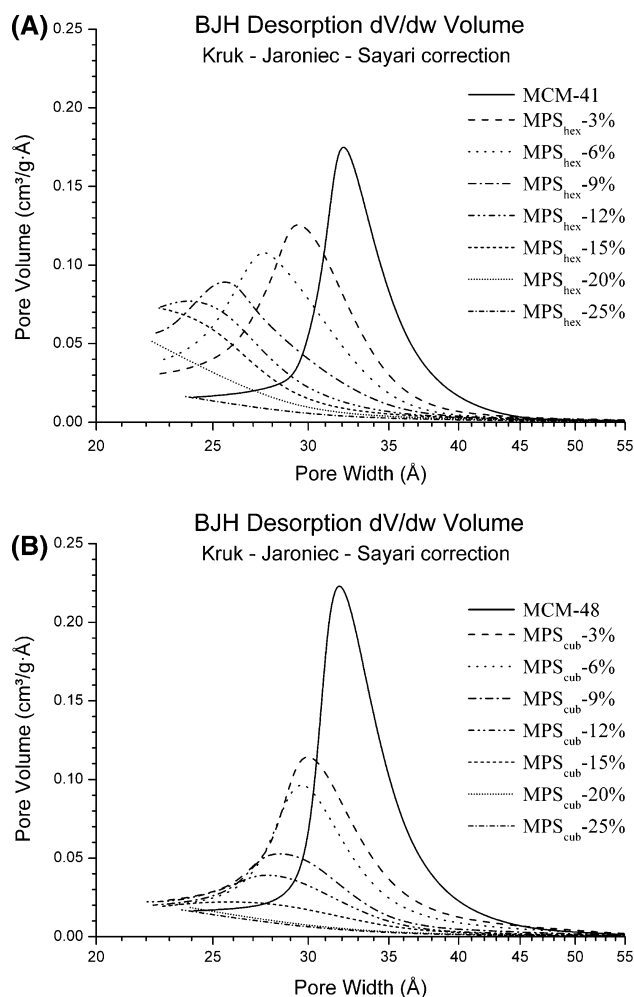 (A)
BJH Desorption dV/dw Volume
Kruk - Jaroniec - Sayari correction
0.25
0.20
0.15
0.10
0.05
0.00
Pore Volume (cm³/g·Å)
MCM-41
MPShex-3%
MPShex-6%
MPShex-9%
MPShex-12%
MPShex-15%
MPShex-20%
MPShex-25%
20 25 30 35 40 45 50 55
Pore Width (Å)
(B)
BJH Desorption dV/dw Volume
Kruk - Jaroniec - Sayari correction
0.25
0.20
0.15
0.10
0.05
0.00
Pore Volume (cm³/g·Å)
MCM-48
MPScub-3%
MPScub-6%
MPScub-9%
MPScub-12%
MPScub-15%
MPScub-20%
MPScub-25%
20 25 30 35 40 45 50 55
Pore Width (Å)